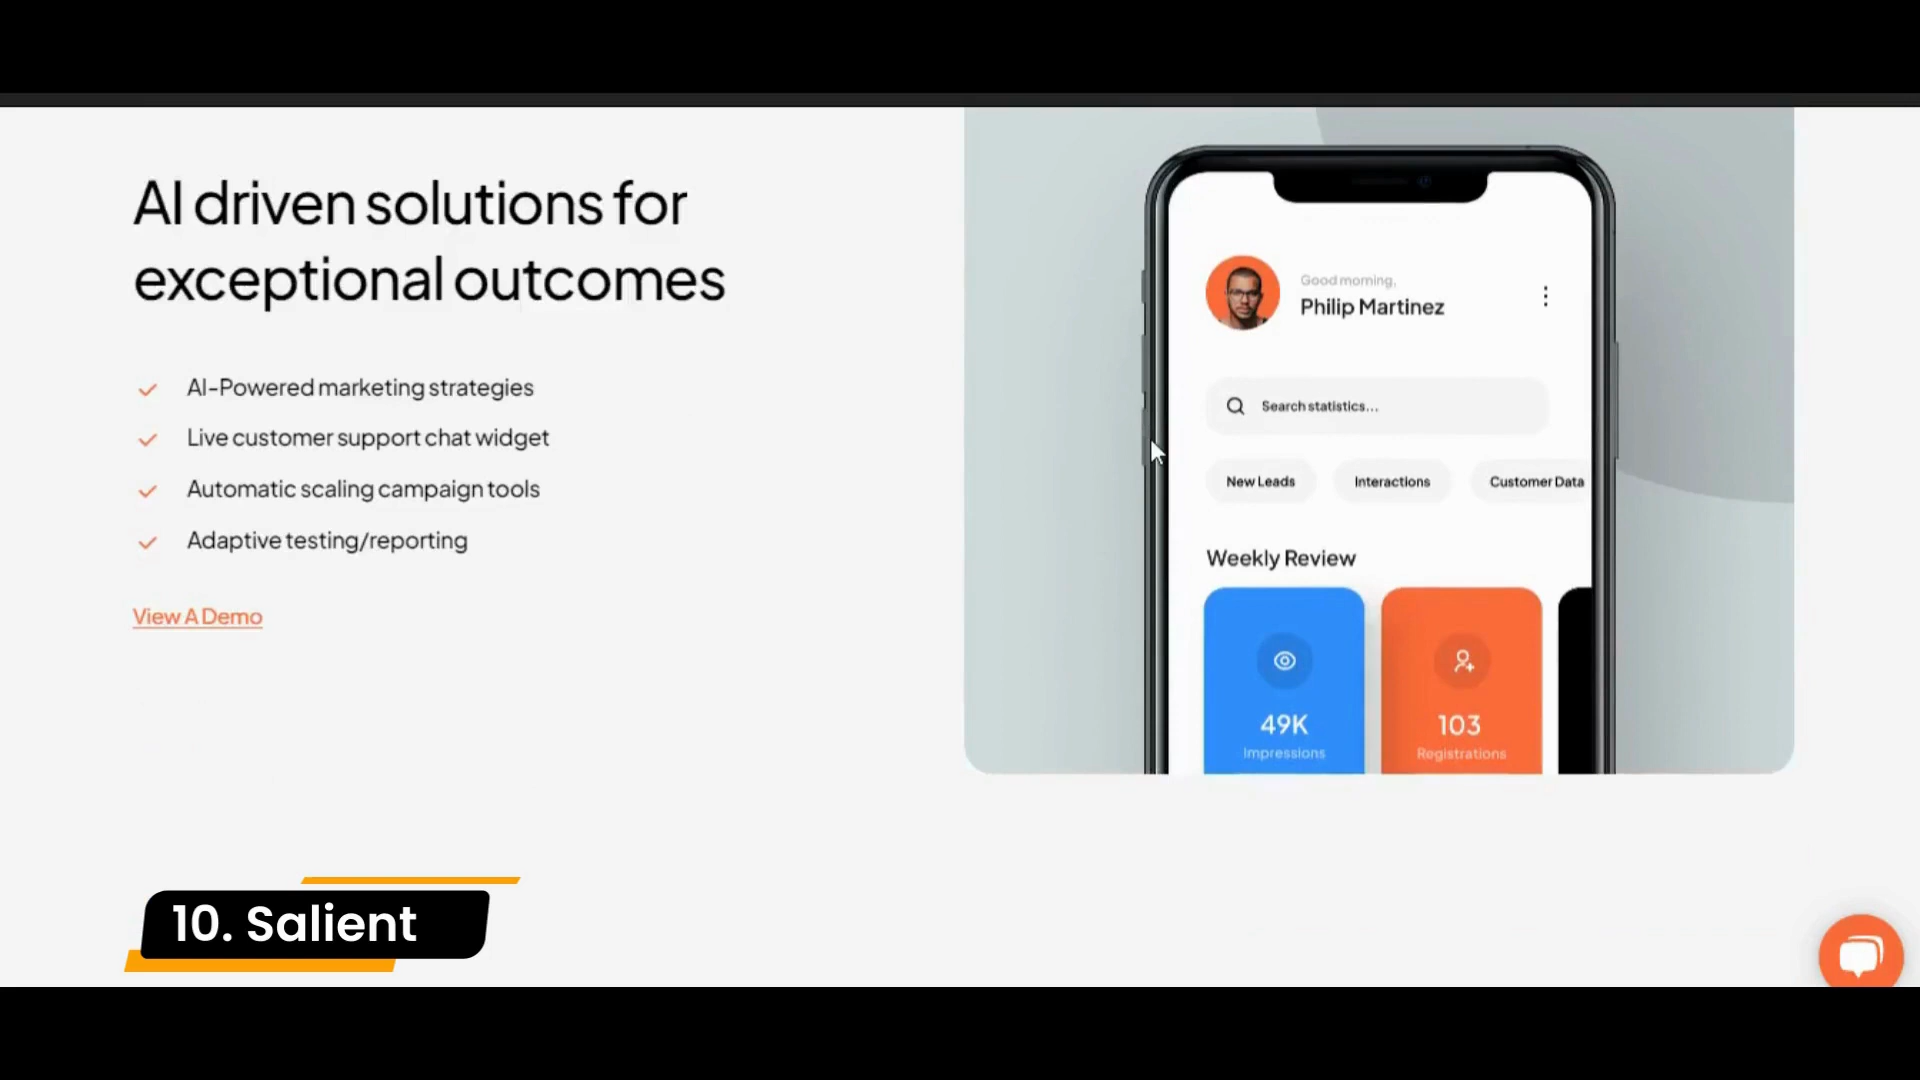 AI driven solutions for
exceptional outcomes
AI-Powered marketing strategies
Live customer support chat widget
Automatic scaling campaign tools
Adaptive testing/reporting
View A Demo
Good morning,
Philip Martinez
Search statistics...
New Leads
Interactions
Customer Data
Weekly Review
49K
Impressions
103
Registrations
10. Salient